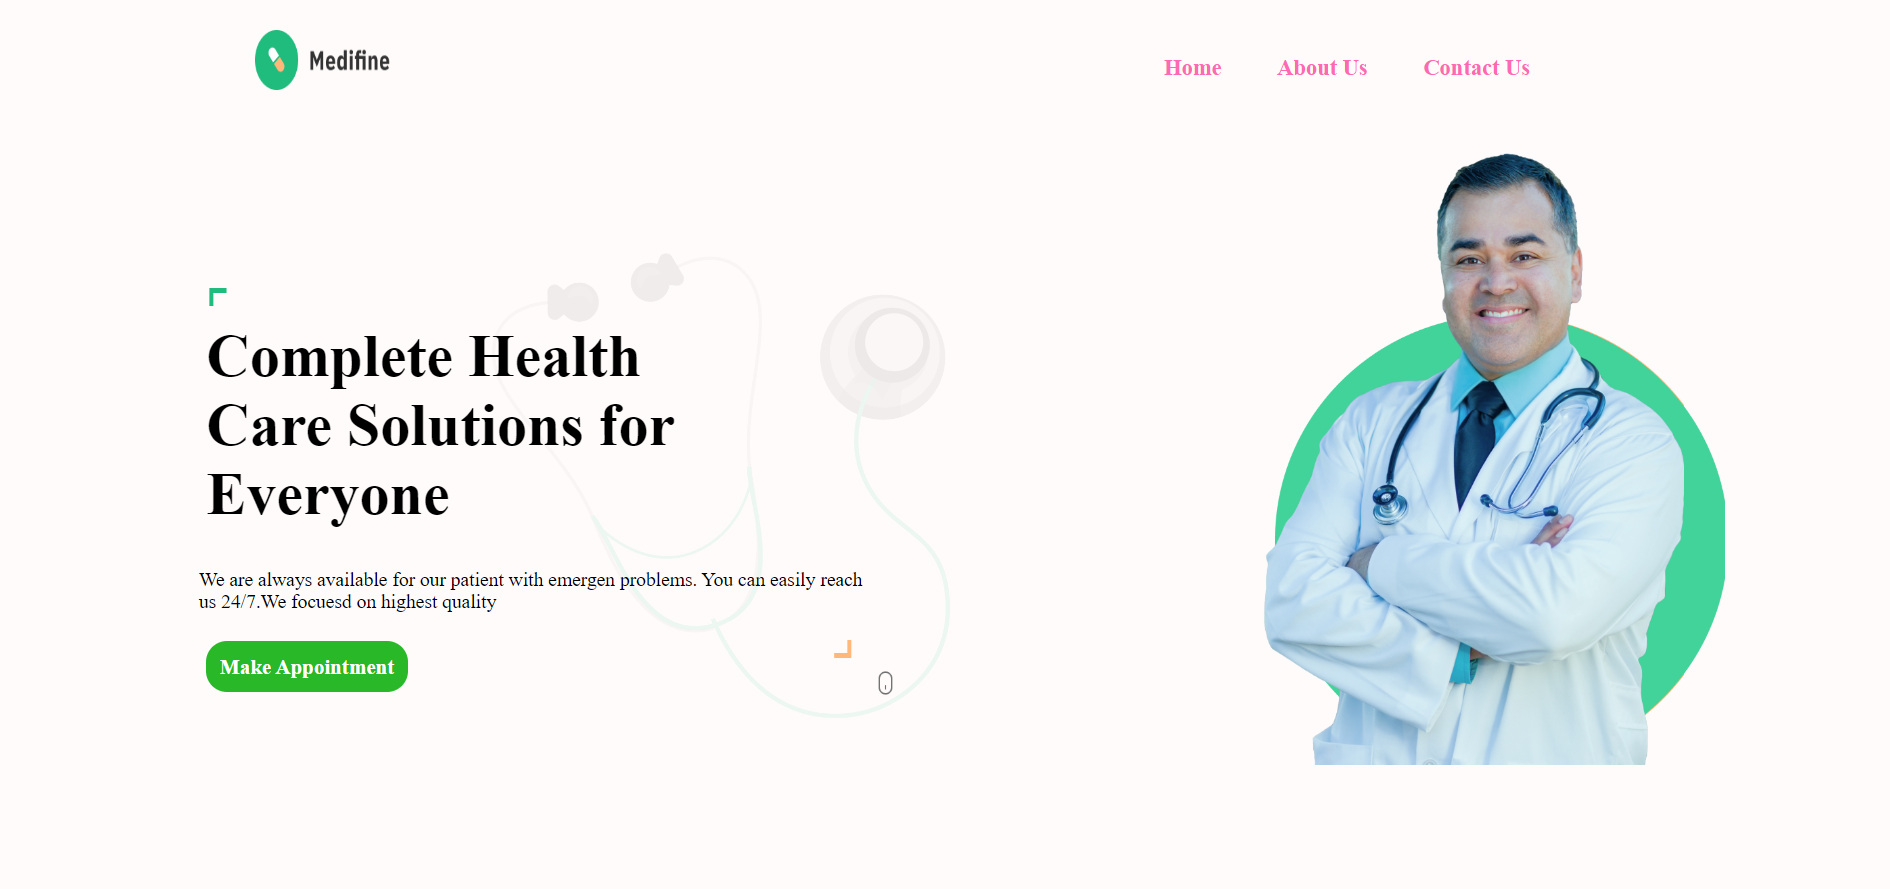 Medifine
Home About Us Contact Us
Complete Health
Care Solutions for
Everyone
We are always available for our patient with emergen problems. You can easily reach
us 24/7.We focuesd on highest quality
Make Appointment